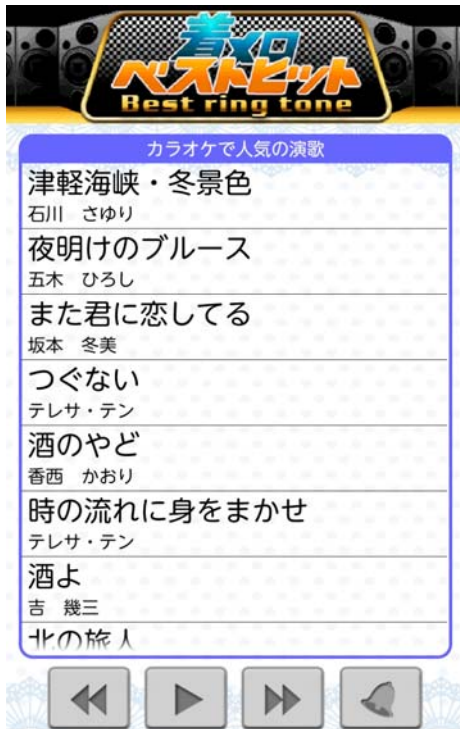 着メロ
ベストヒット
Best ring tone
カラオケで人気の演歌
津軽海峡・冬景色
石川　さゆり
夜明けのブルース
五木　ひろし
また君に恋してる
坂本　冬美
つぐない
テレサ・テン
酒のやど
香西　かおり
時の流れに身をまかせ
テレサ・テン
酒よ
吉　幾三
北の旅人